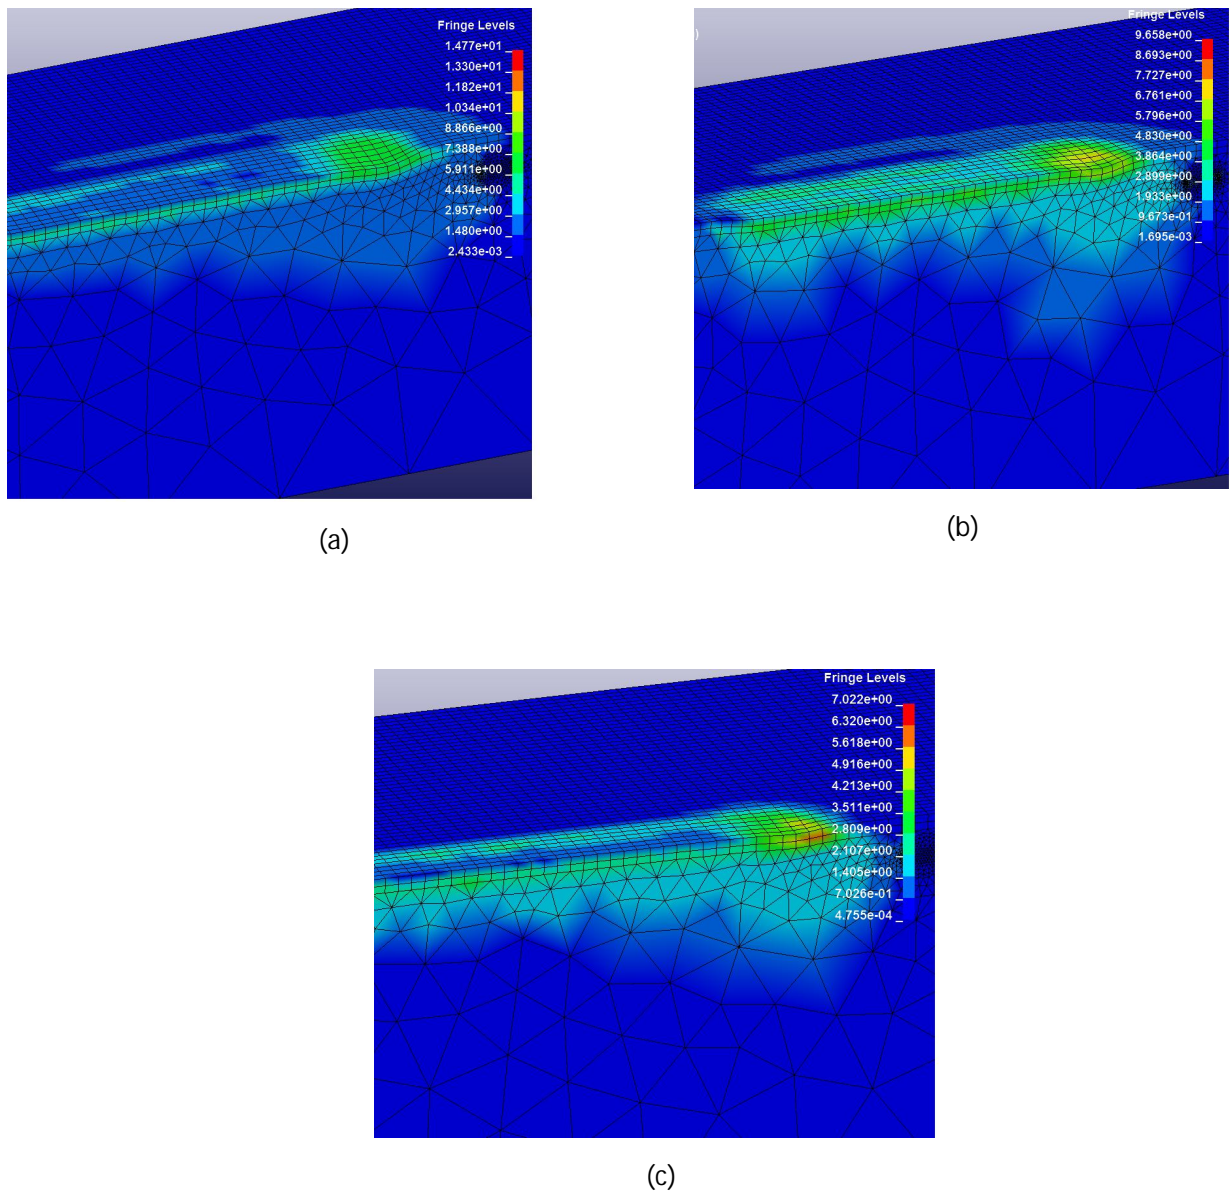 Fringe Levels
1.477e+01
1.330e+01
1.182e+01
1.034e+01
8.866e+00
7.388e+00
5.911e+00
4.434e+00
2.957e+00
1.480e+00
2.433e-03
(a)
Fringe Levels
)
9.658e+00
8.693e+00
7.727e+00
6.761e+00
5.796e+00
4.830e+00
3.864e+00
2.899e+00
1.933e+00
9.673e-01
1.695e-03
(b)
Fringe Levels
7.022e+00
6.320e+00
5.618e+00
4.916e+00
4.213e+00
3.511e+00
2.809e+00
2.107e+00
1.405e+00
7.026e-01
4.755e-04
(c)